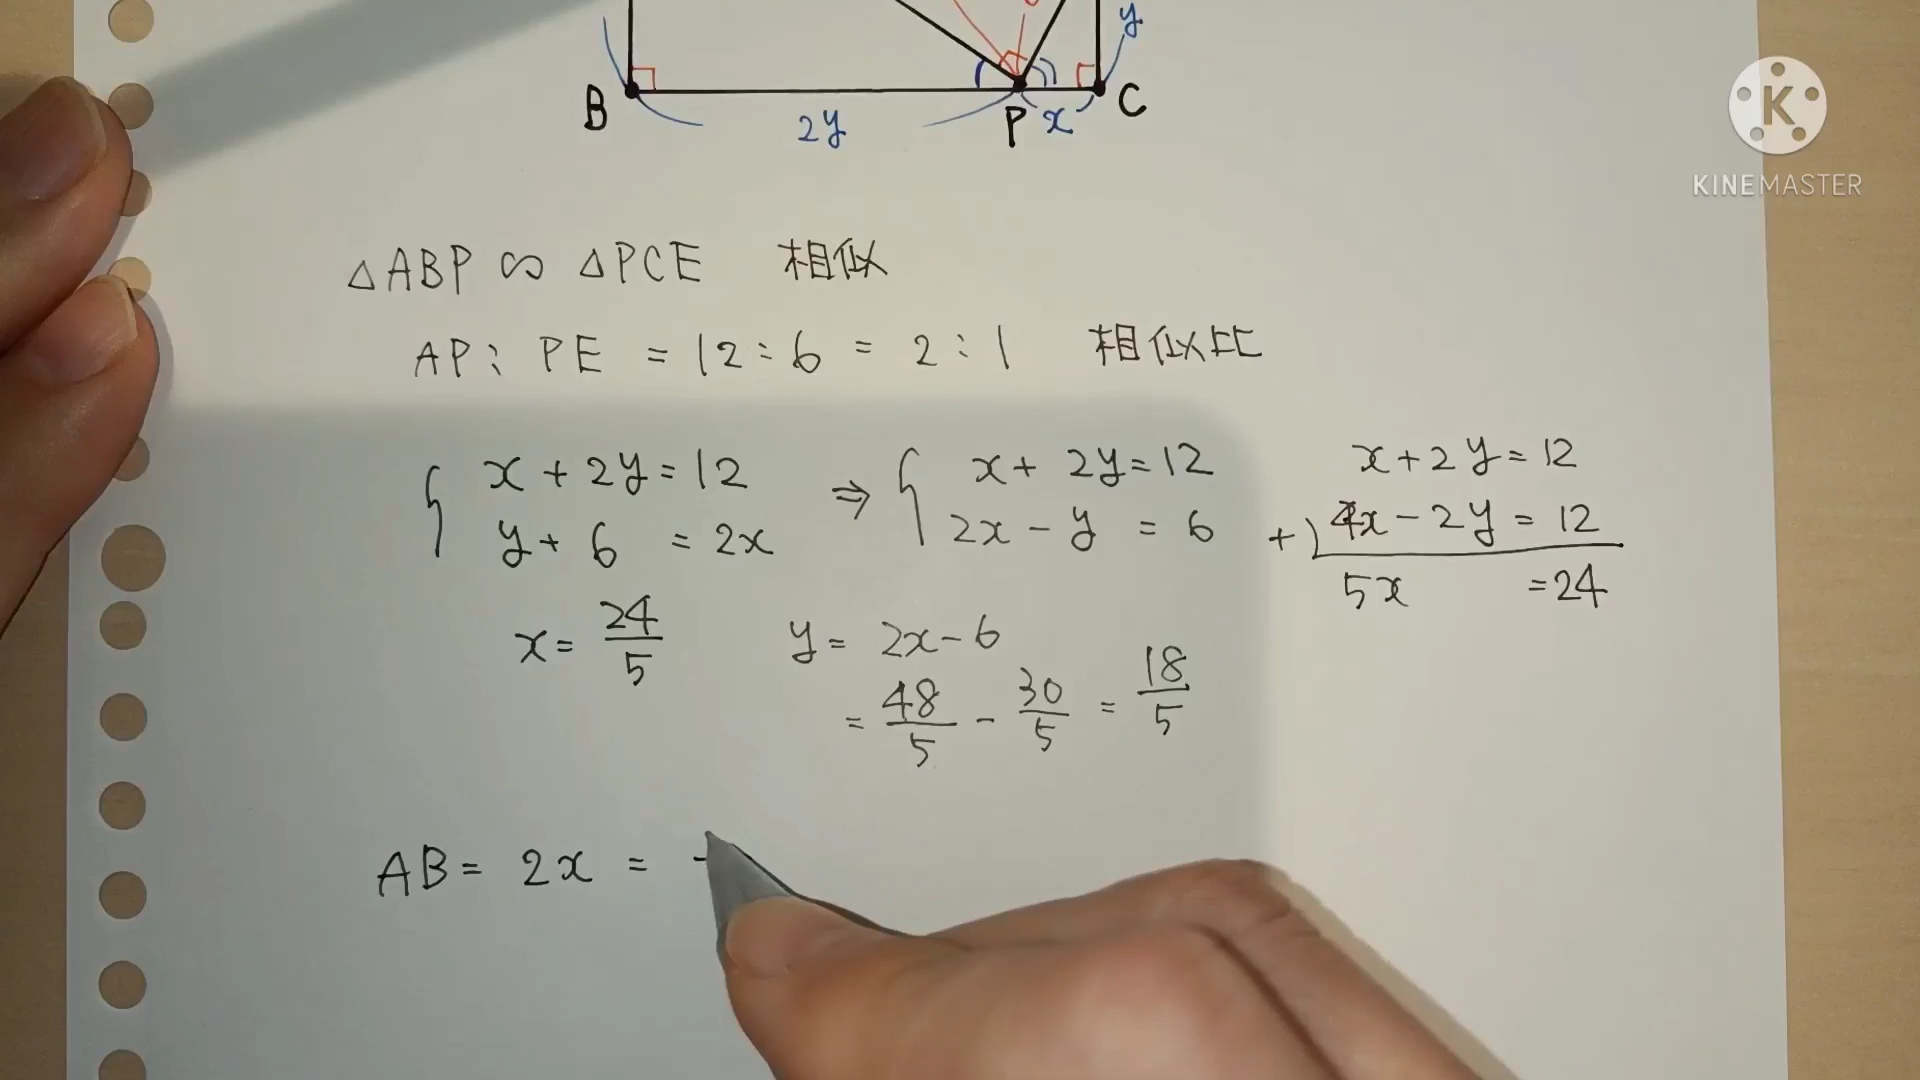 y
B
2y
P
x
C
K
KINEMASTER
△ABP ∽ △PCE 相似
AP : PE = 12 : 6 = 2 : 1 相似比
x + 2y = 12
y + 6 = 2x
⇒
x + 2y = 12
2x - y = 6
x + 2y = 12
+) 4x - 2y = 12
5x = 24
x = 24/5
y = 2x - 6
= 48/5 - 30/5 = 18/5
AB = 2x =